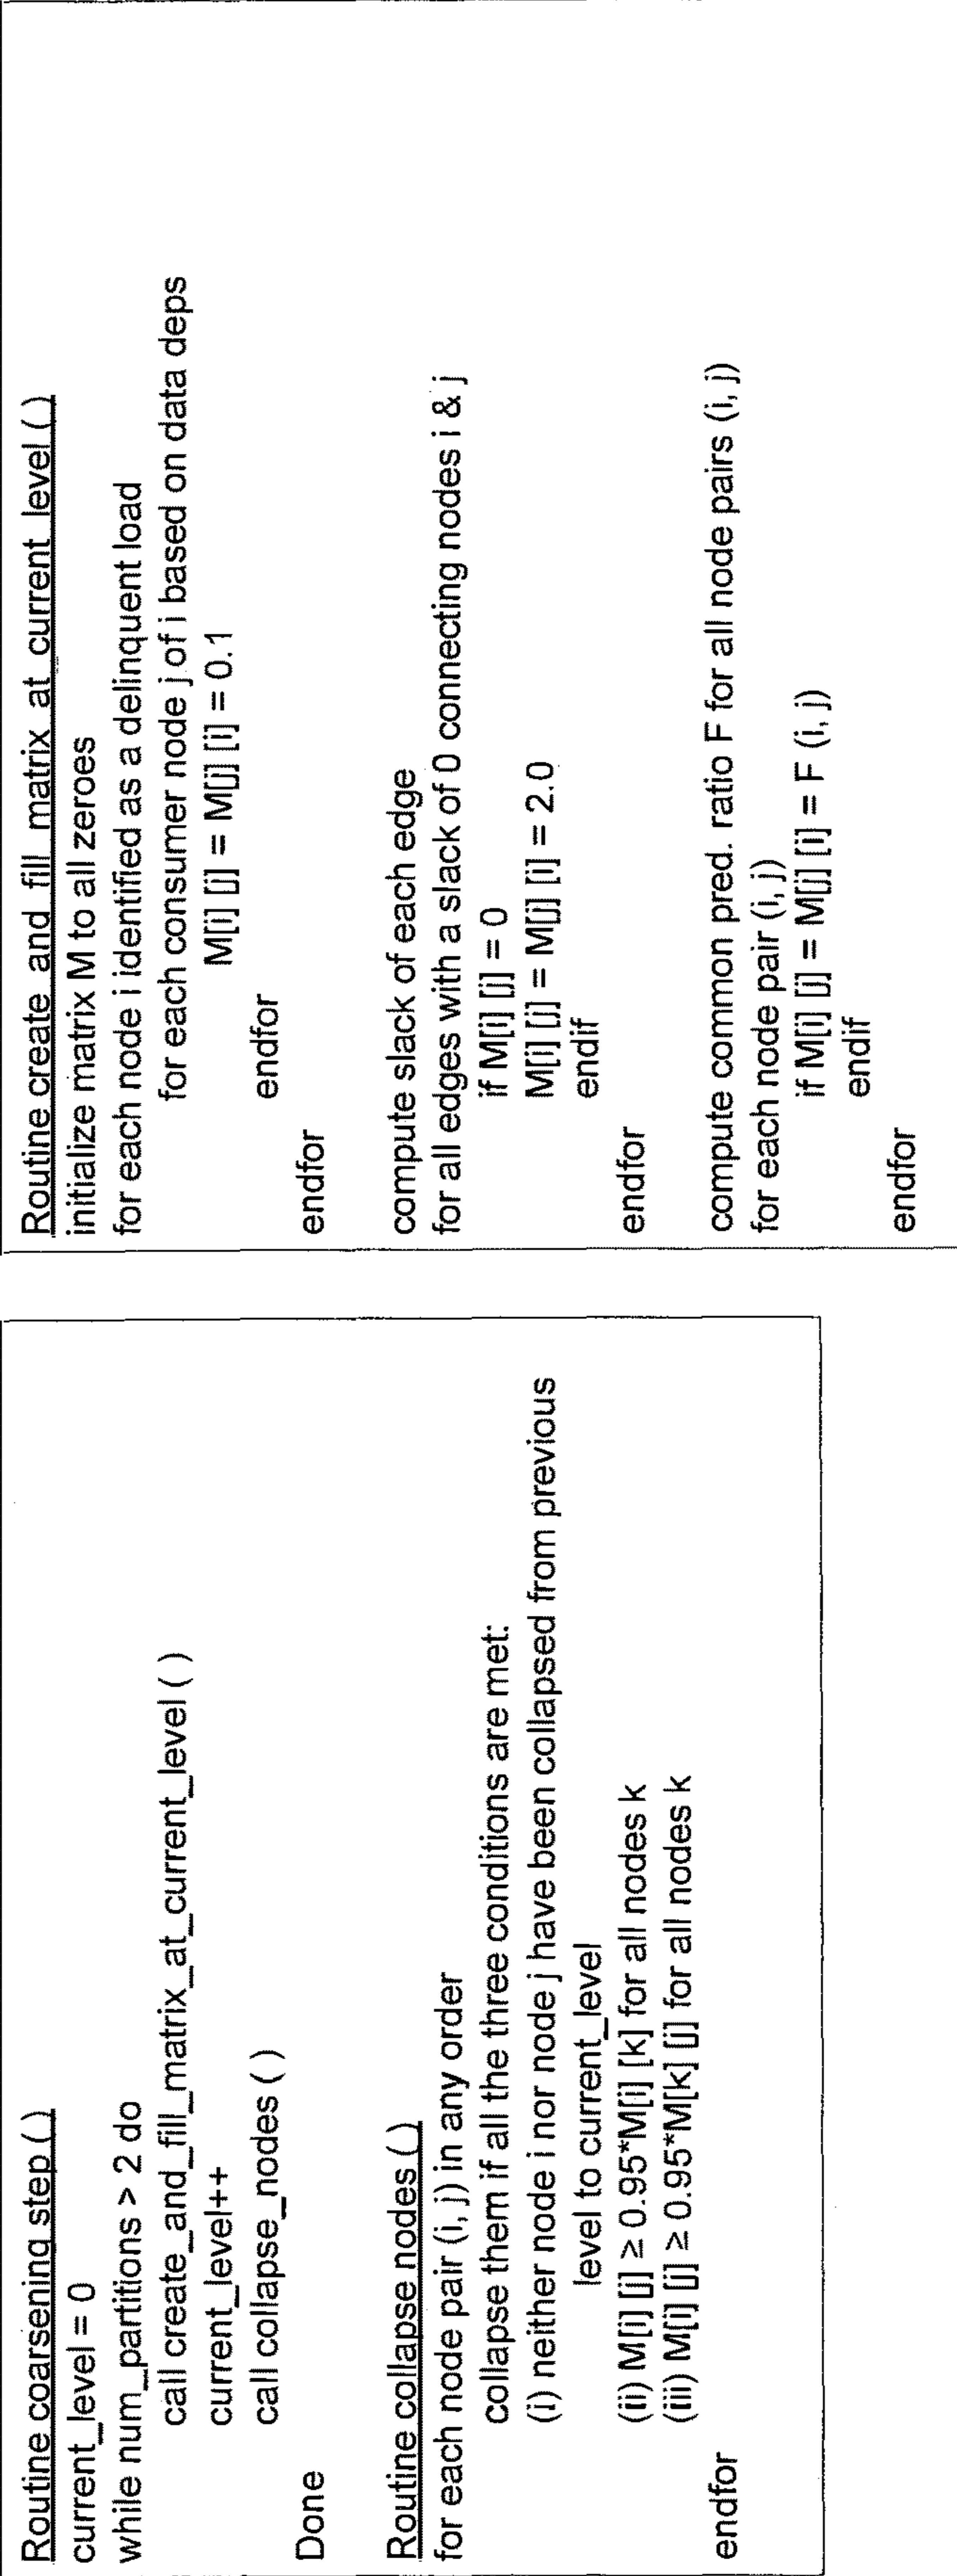 Routine coarsening step ( )
current_level = 0
while num_partitions > 2 do
call create_and_fill_matrix_at_current_level ( )
current_level++
call collapse_nodes ( )
Done
Routine collapse nodes ( )
for each node pair (i, j) in any order
collapse them if all the three conditions are met:
(i) neither node i nor node j have been collapsed from previous
level to current_level
(ii) M[i] [j] ≥ 0.95*M[i] [k] for all nodes k
(iii) M[i] [j] ≥ 0.95*M[k] [j] for all nodes k
endfor
Routine create_and_fill_matrix_at_current_level ( )
initialize matrix M to all zeroes
for each node i identified as a delinquent load
for each consumer node j of i based on data deps
M[i] [j] = M[j] [i] = 0.1
endfor
endfor
compute slack of each edge
for all edges with a slack of 0 connecting nodes i & j
if M[i] [j] = 0
M[i] [j] = M[j] [i] = 2.0
endif
endfor
compute common pred. ratio F for all node pairs (i, j)
for each node pair (i, j)
if M[i] [j] = M[j] [i] = F (i, j)
endif
endfor